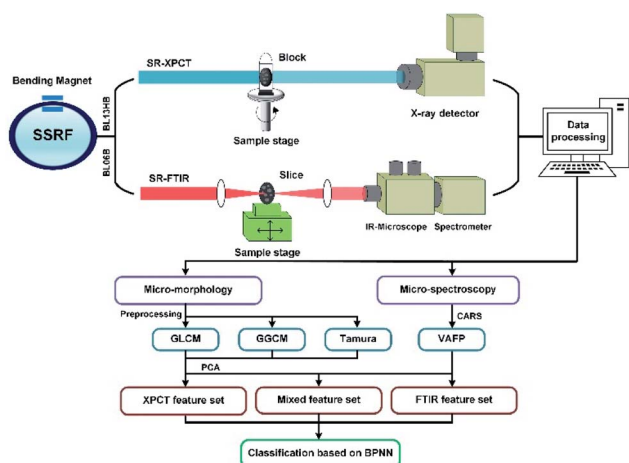 SR-XPCT
Block
Bending Magnet
SSRF
BL13HB
BL06B
Sample stage
X-ray detector
Data
processing
SR-FTIR
Slice
IR-Microscope
Spectrometer
Sample stage
Micro-morphology
Micro-spectroscopy
Preprocessing
CARS
GLCM
GGCM
Tamura
VAFP
PCA
XPCT feature set
Mixed feature set
FTIR feature set
Classification based on BPNN